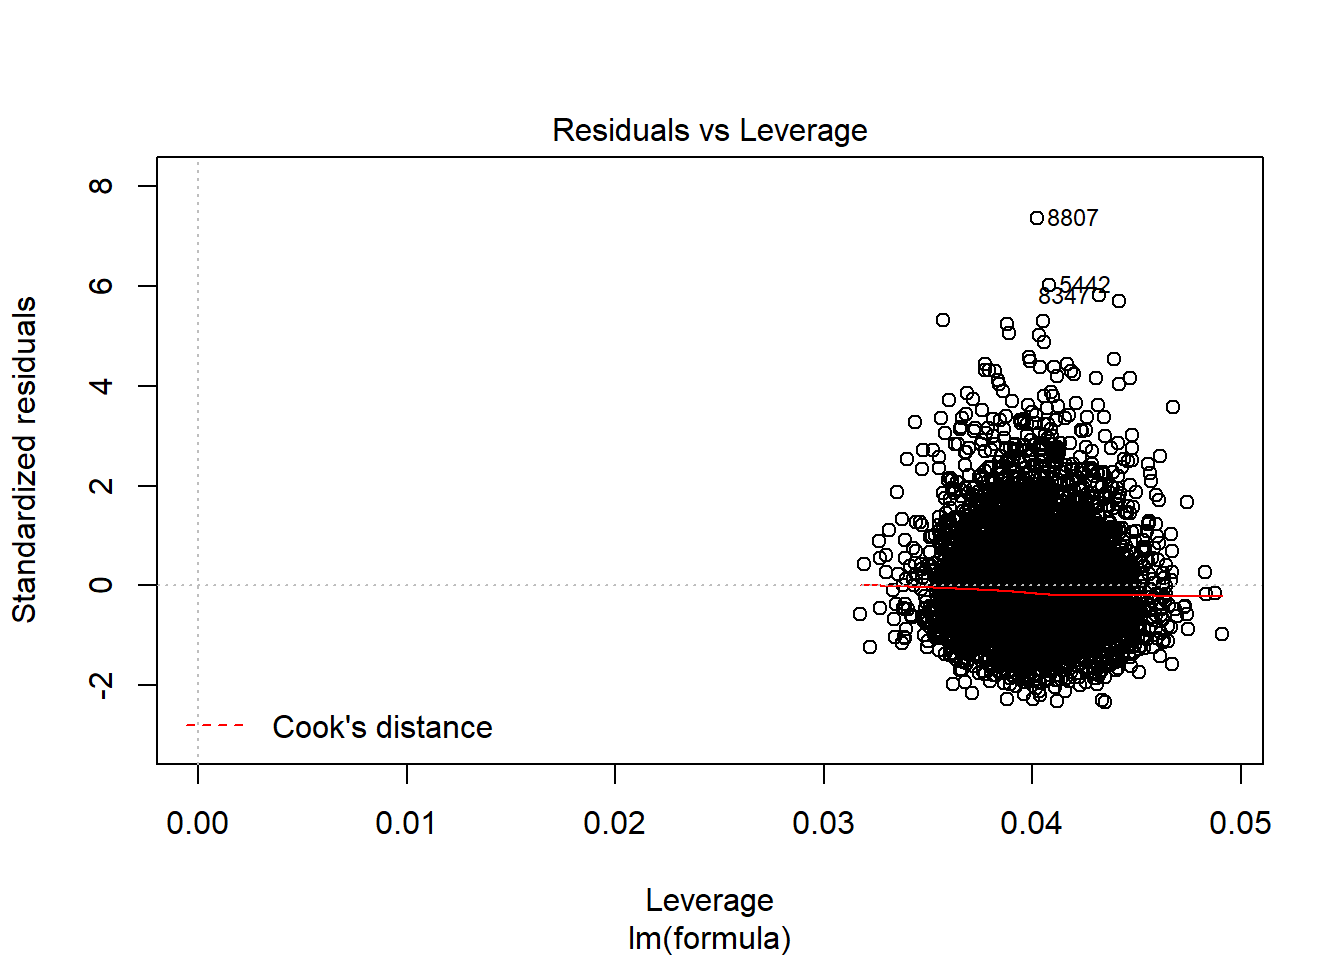 Residuals vs Leverage
Standardized residuals
8
6
4
2
0
-2
8807
5442
8347
Cook's distance
0.00 0.01 0.02 0.03 0.04 0.05
Leverage
lm(formula)